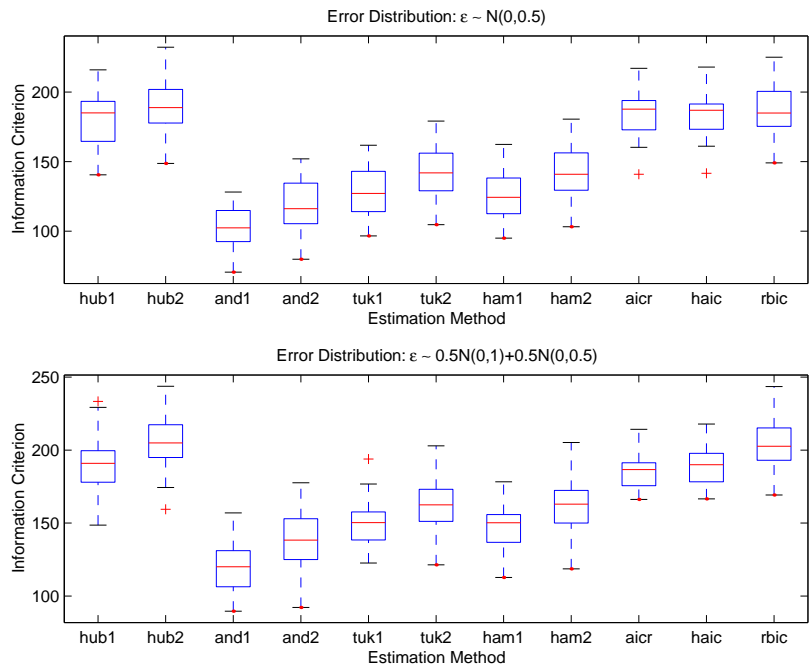 Error Distribution: ε ~ N(0,0.5)
Information Criterion
200
150
100
hub1 hub2 and1 and2 tuk1 tuk2 ham1 ham2 aicr haic rbic
Estimation Method
Error Distribution: ε ~ 0.5N(0,1)+0.5N(0,0.5)
Information Criterion
250
200
150
100
hub1 hub2 and1 and2 tuk1 tuk2 ham1 ham2 aicr haic rbic
Estimation Method